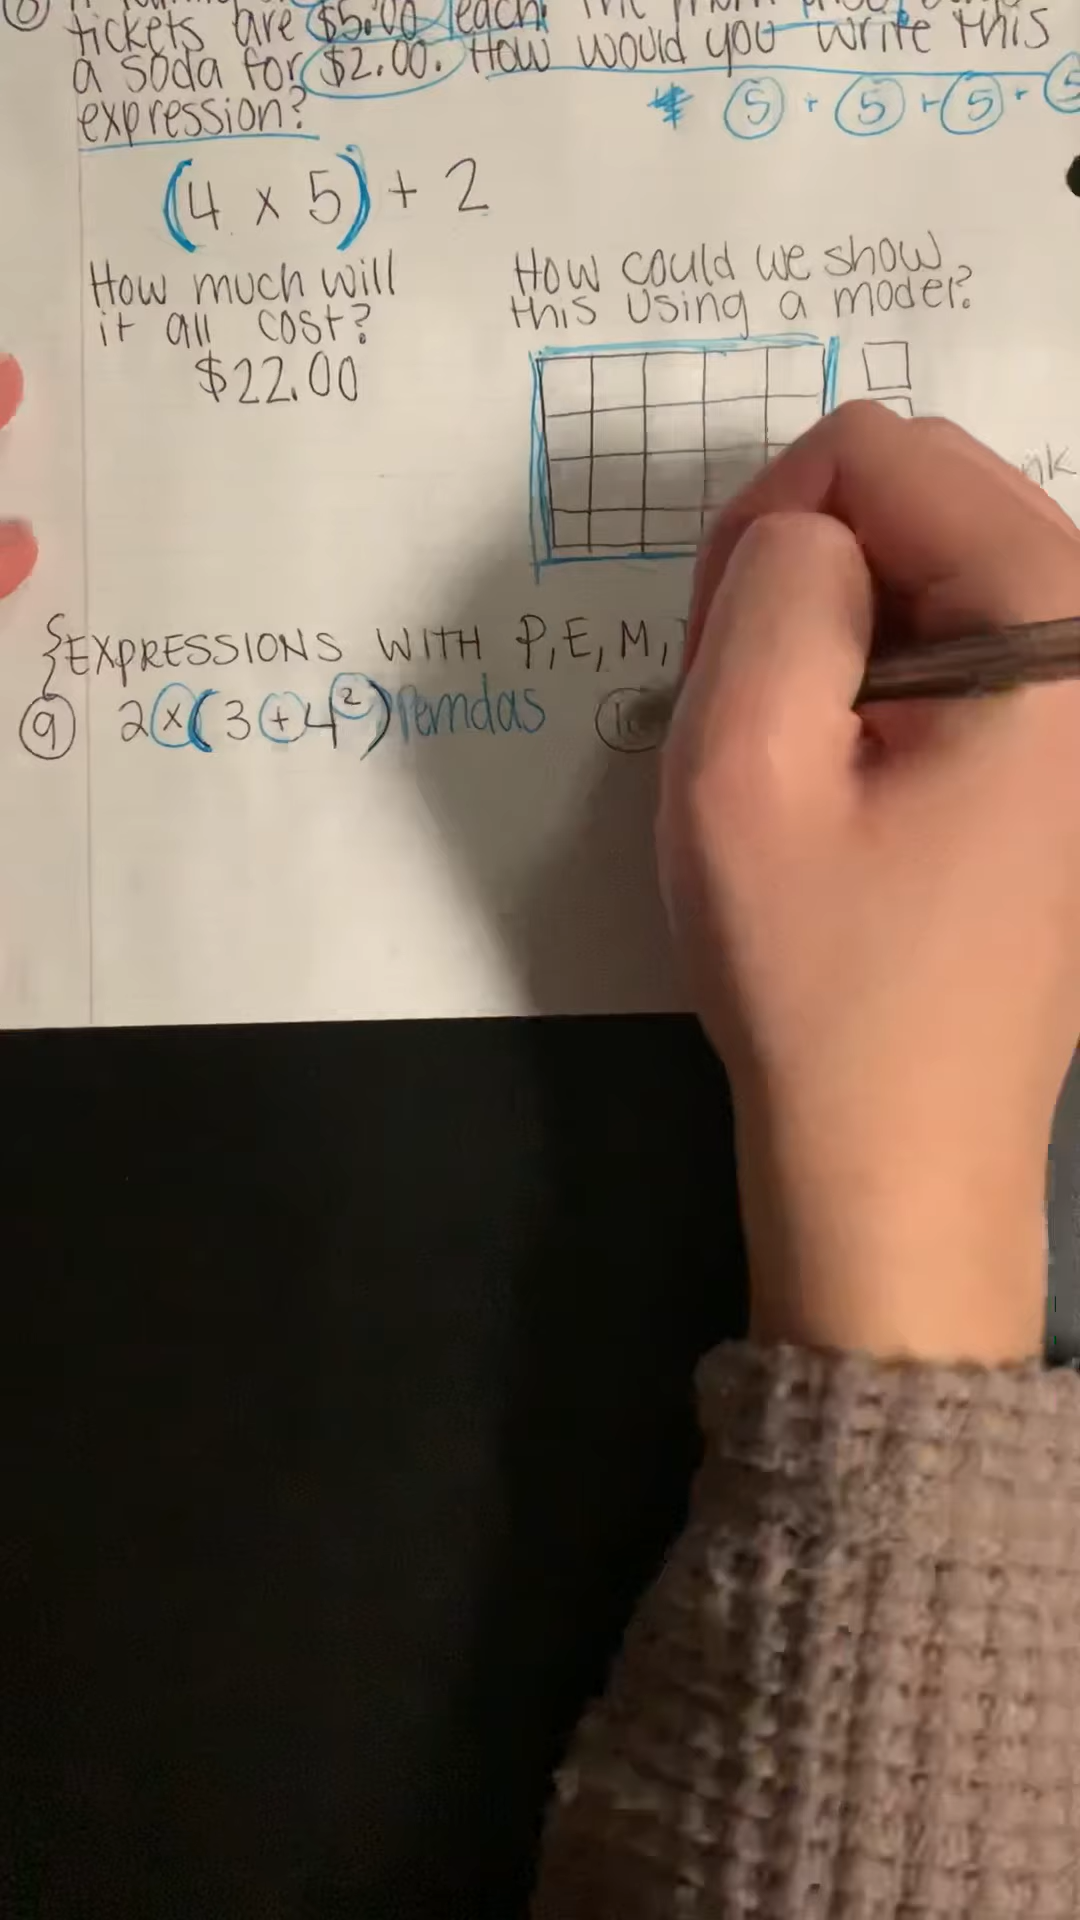 tickets are $5.00 each.
a soda for $2.00. How would you write this
expression?
5 + 5 + 5 + 5
(4 x 5) + 2
How much will
it all cost?
$22.00
How could we show
this using a model?
{EXPRESSIONS WITH P, E, M,
9 2 x (3 + 4²) Pemdas